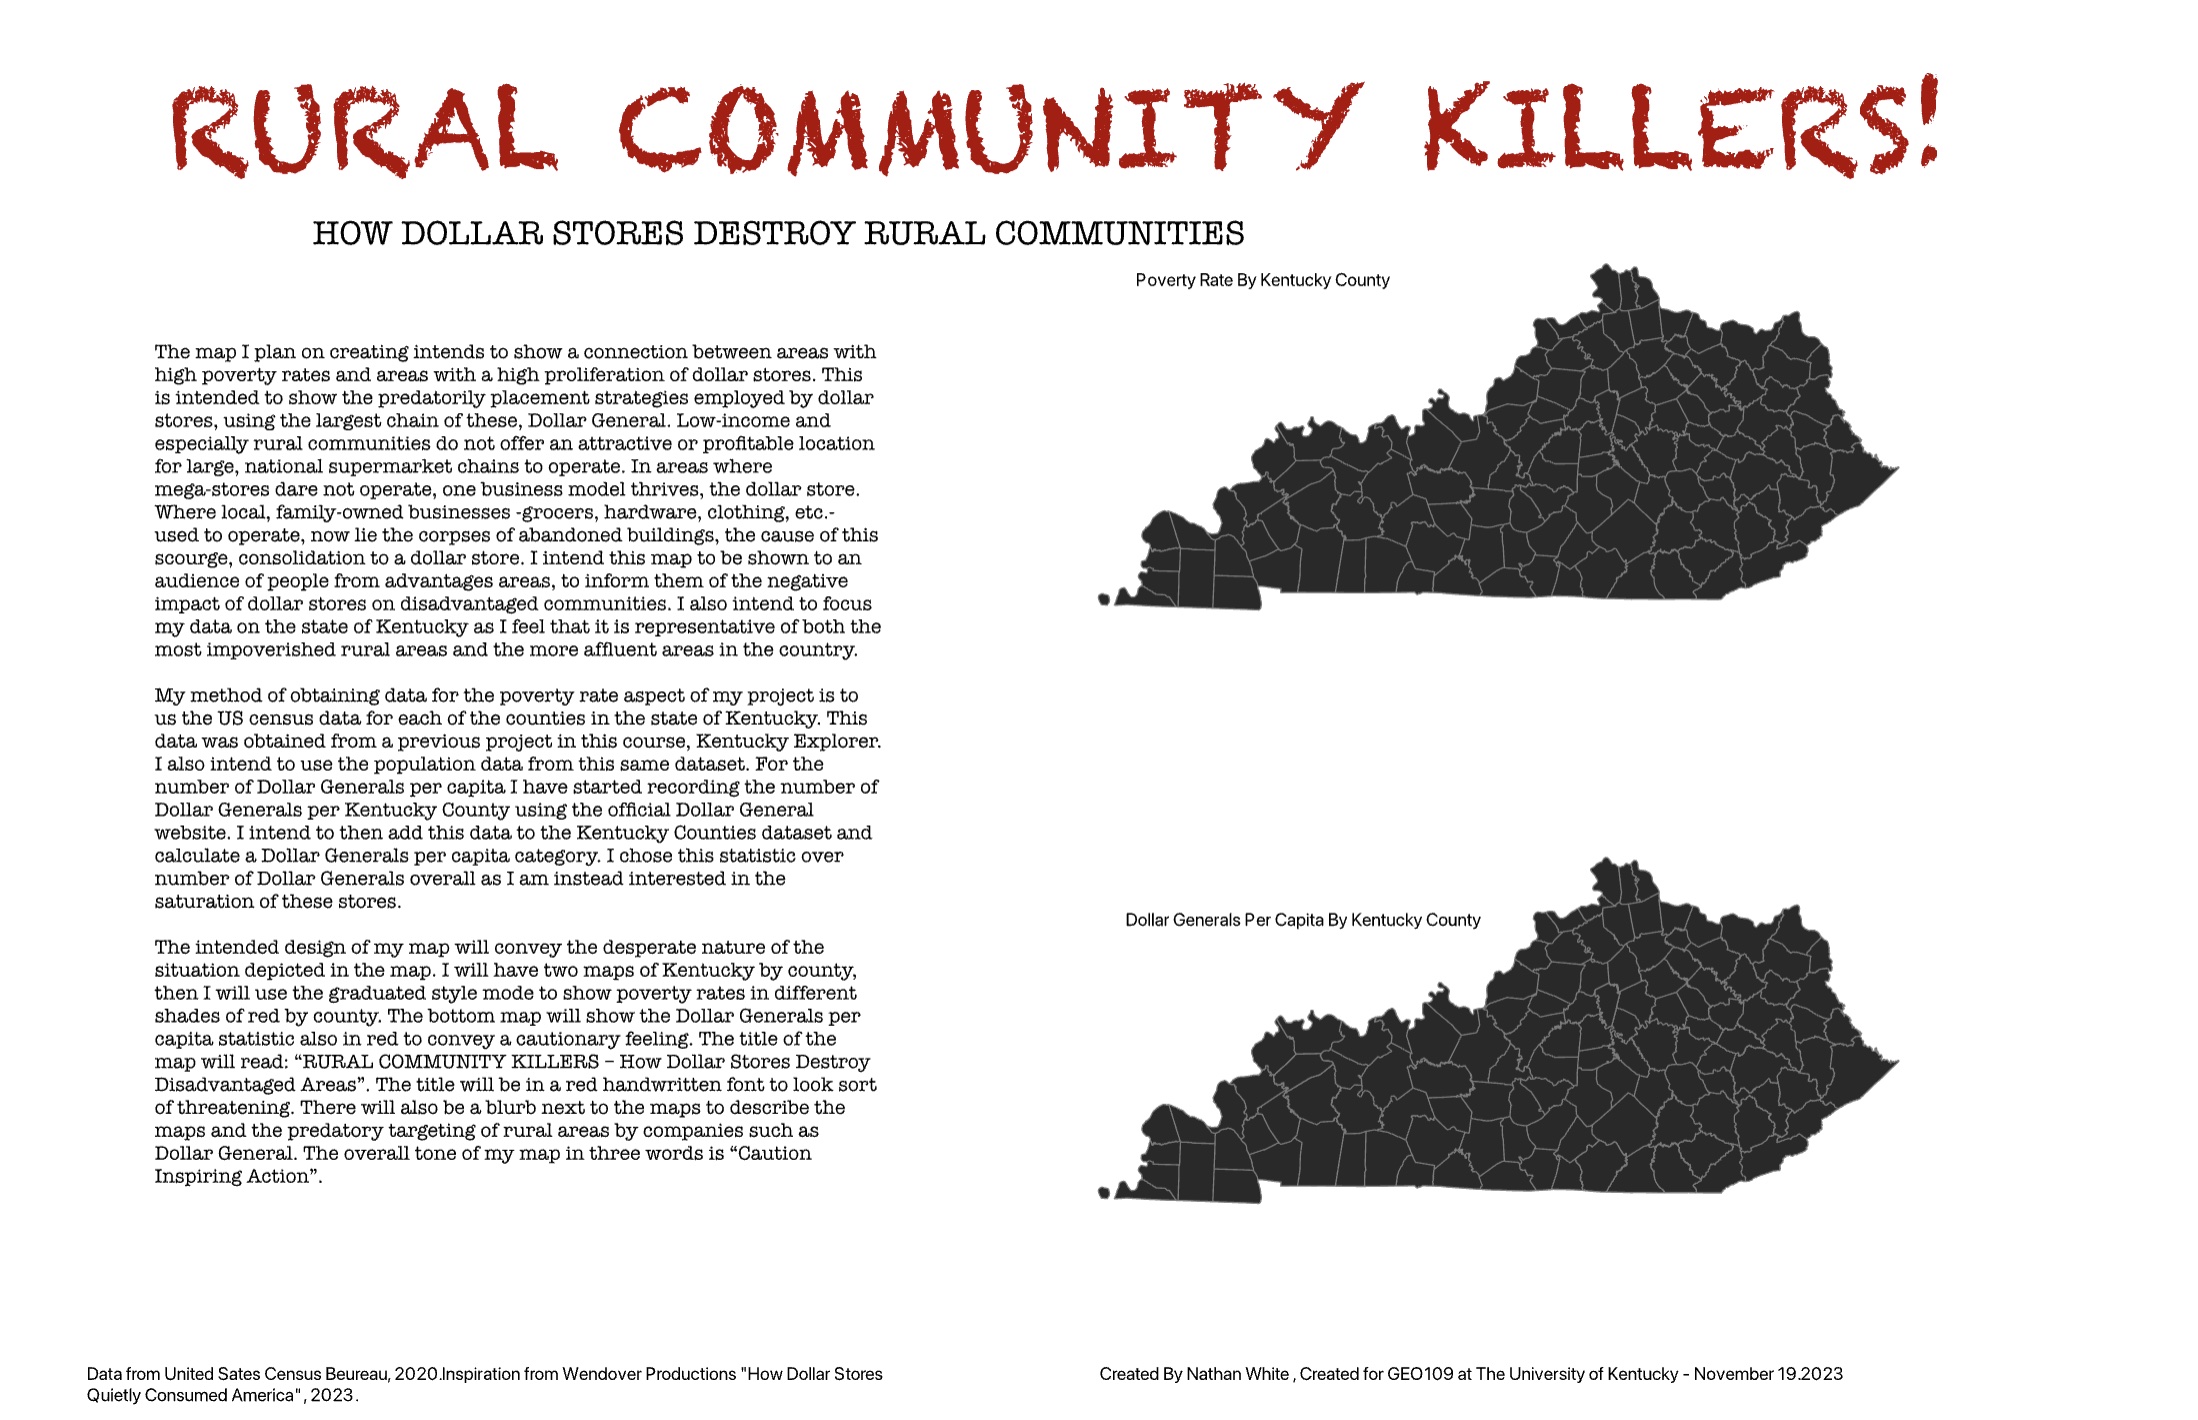 RURAL COMMUNITY KILLERS!
HOW DOLLAR STORES DESTROY RURAL COMMUNITIES
Poverty Rate By Kentucky County
The map I plan on creating intends to show a connection between areas with
high poverty rates and areas with a high proliferation of dollar stores. This
is intended to show the predatorily placement strategies employed by dollar
stores, using the largest chain of these, Dollar General. Low-income and
especially rural communities do not offer an attractive or profitable location
for large, national supermarket chains to operate. In areas where
mega-stores dare not operate, one business model thrives, the dollar store.
Where local, family-owned businesses -grocers, hardware, clothing, etc.-
used to operate, now lie the corpses of abandoned buildings, the cause of this
scourge, consolidation to a dollar store. I intend this map to be shown to an
audience of people from advantages areas, to inform them of the negative
impact of dollar stores on disadvantaged communities. I also intend to focus
my data on the state of Kentucky as I feel that it is representative of both the
most impoverished rural areas and the more affluent areas in the country.
My method of obtaining data for the poverty rate aspect of my project is to
us the US census data for each of the counties in the state of Kentucky. This
data was obtained from a previous project in this course, Kentucky Explorer.
I also intend to use the population data from this same dataset. For the
number of Dollar Generals per capita I have started recording the number of
Dollar Generals per Kentucky County using the official Dollar General
website. I intend to then add this data to the Kentucky Counties dataset and
calculate a Dollar Generals per capita category. I chose this statistic over
number of Dollar Generals overall as I am instead interested in the
saturation of these stores.
The intended design of my map will convey the desperate nature of the
situation depicted in the map. I will have two maps of Kentucky by county,
then I will use the graduated style mode to show poverty rates in different
shades of red by county. The bottom map will show the Dollar Generals per
capita statistic also in red to convey a cautionary feeling. The title of the
map will read: “RURAL COMMUNITY KILLERS – How Dollar Stores Destroy
Disadvantaged Areas”. The title will be in a red handwritten font to look sort
of threatening. There will also be a blurb next to the maps to describe the
maps and the predatory targeting of rural areas by companies such as
Dollar General. The overall tone of my map in three words is “Caution
Inspiring Action”.
Dollar Generals Per Capita By Kentucky County
Data from United Sates Census Beureau, 2020.Inspiration from Wendover Productions "How Dollar Stores
Quietly Consumed America", 2023.
Created By Nathan White , Created for GEO109 at The University of Kentucky - November 19.2023